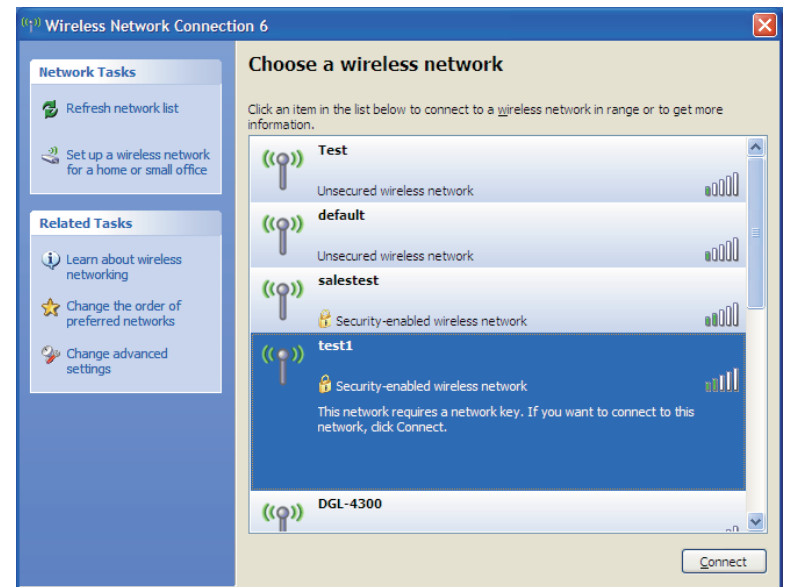 Wireless Network Connection 6
Network Tasks
Refresh network list
Set up a wireless network
for a home or small office
Related Tasks
Learn about wireless
networking
Change the order of
preferred networks
Change advanced
settings
Choose a wireless network
Click an item in the list below to connect to a wireless network in range or to get more
information.
Test
Unsecured wireless network
default
Unsecured wireless network
salestest
Security-enabled wireless network
test1
Security-enabled wireless network
This network requires a network key. If you want to connect to this
network, click Connect.
DGL-4300
Connect